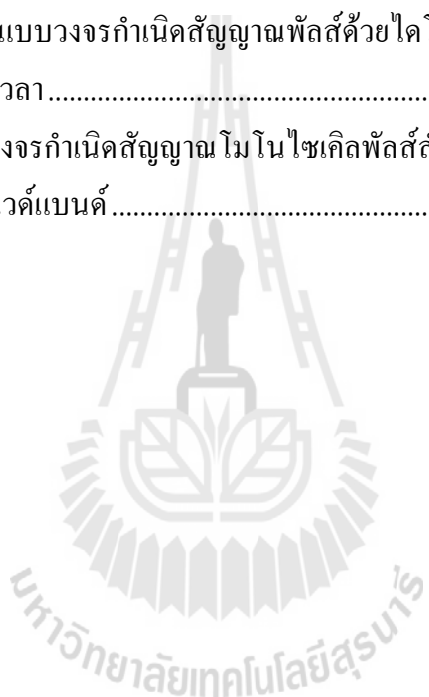 แบบวงจรกำเนิดสัญญาณพัลส์ด้วย
วลา
งจรกำเนิดสัญญาณโมโนไซเคิลพัลส์
วด์แบนด์
มหาวิทยาลัยเทคโนโลยีสุรนารี